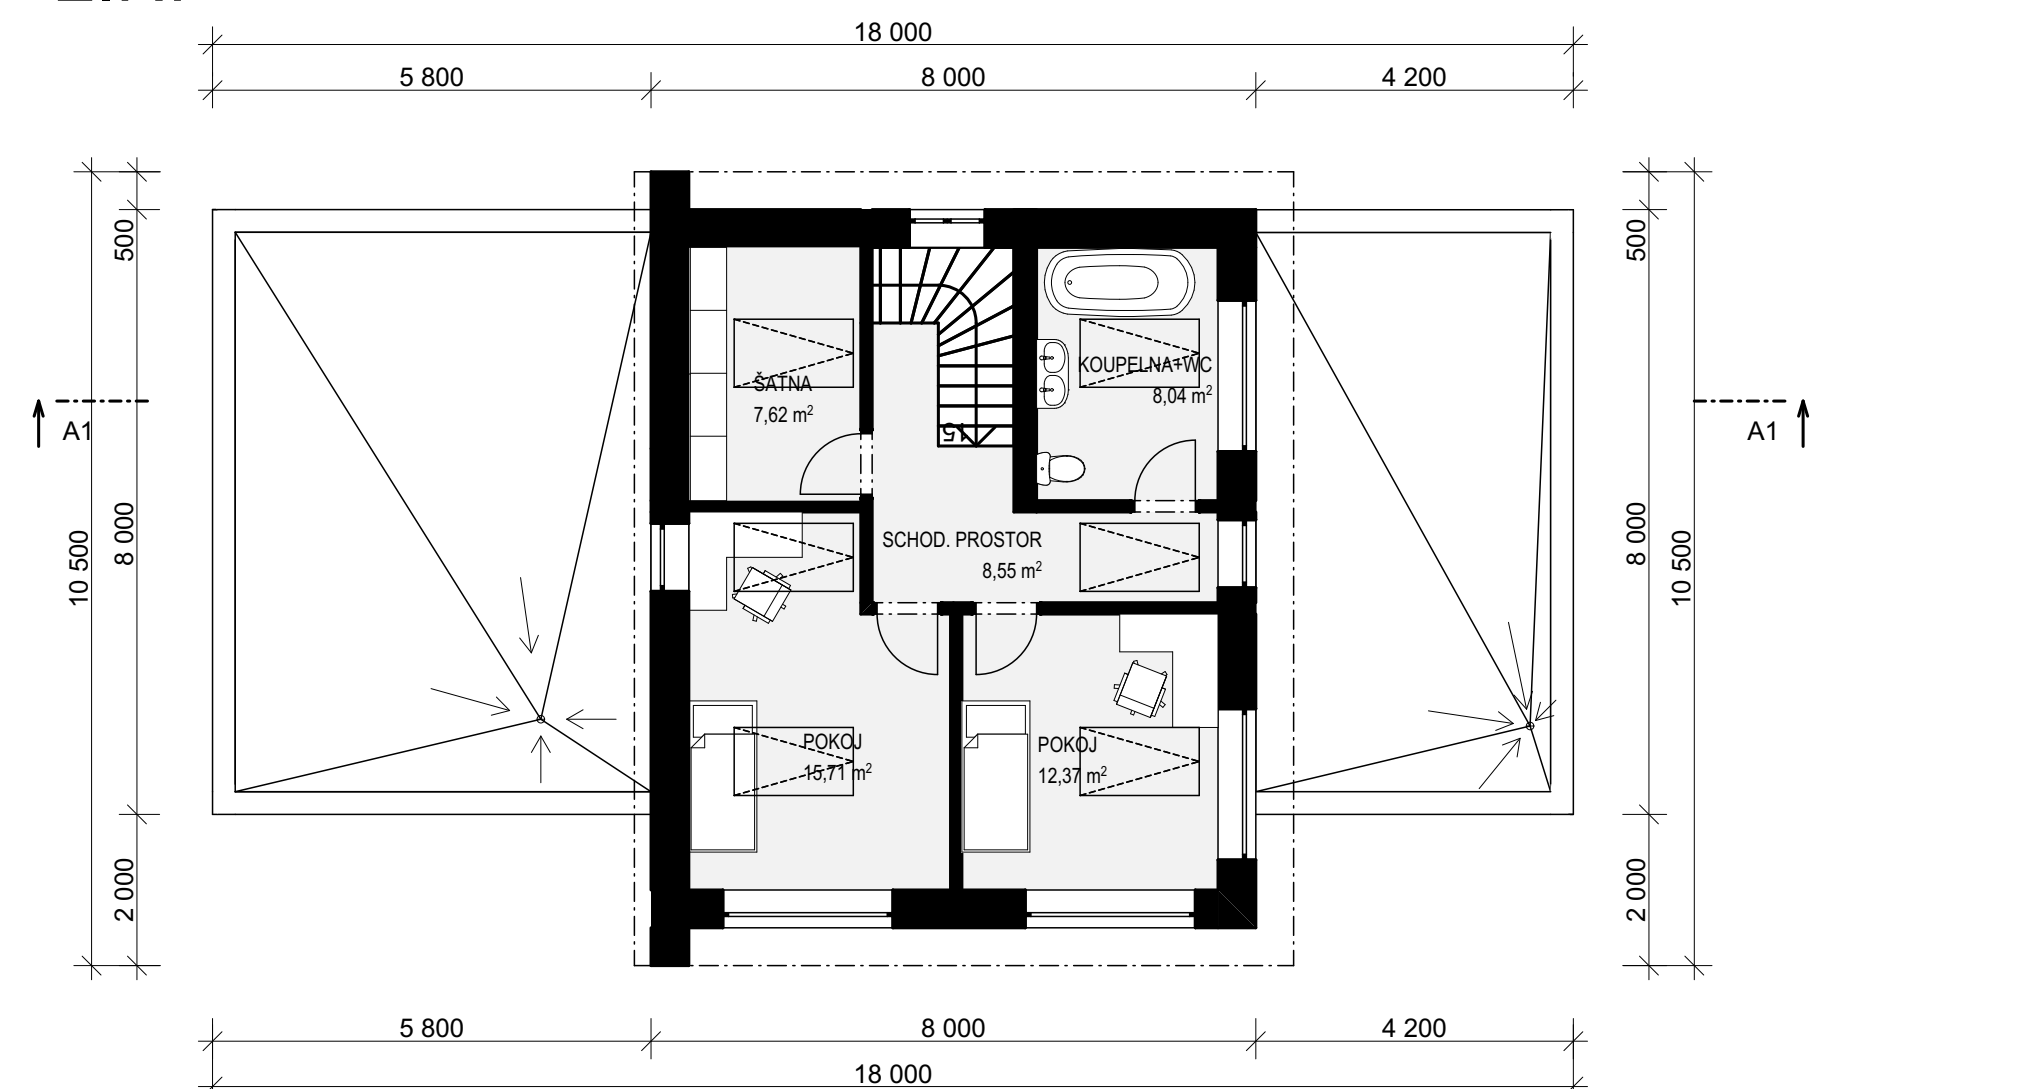 18 000
5 800
8 000
4 200
500
500
ŠATNA
7,62 m²
KOUPELNA+WC
8,04 m²
A1
A1
15
8 000
10 500
SCHOD. PROSTOR
8,55 m²
8 000
10 500
POKOJ
15,71 m²
POKOJ
12,37 m²
2 000
2 000
5 800
8 000
4 200
18 000